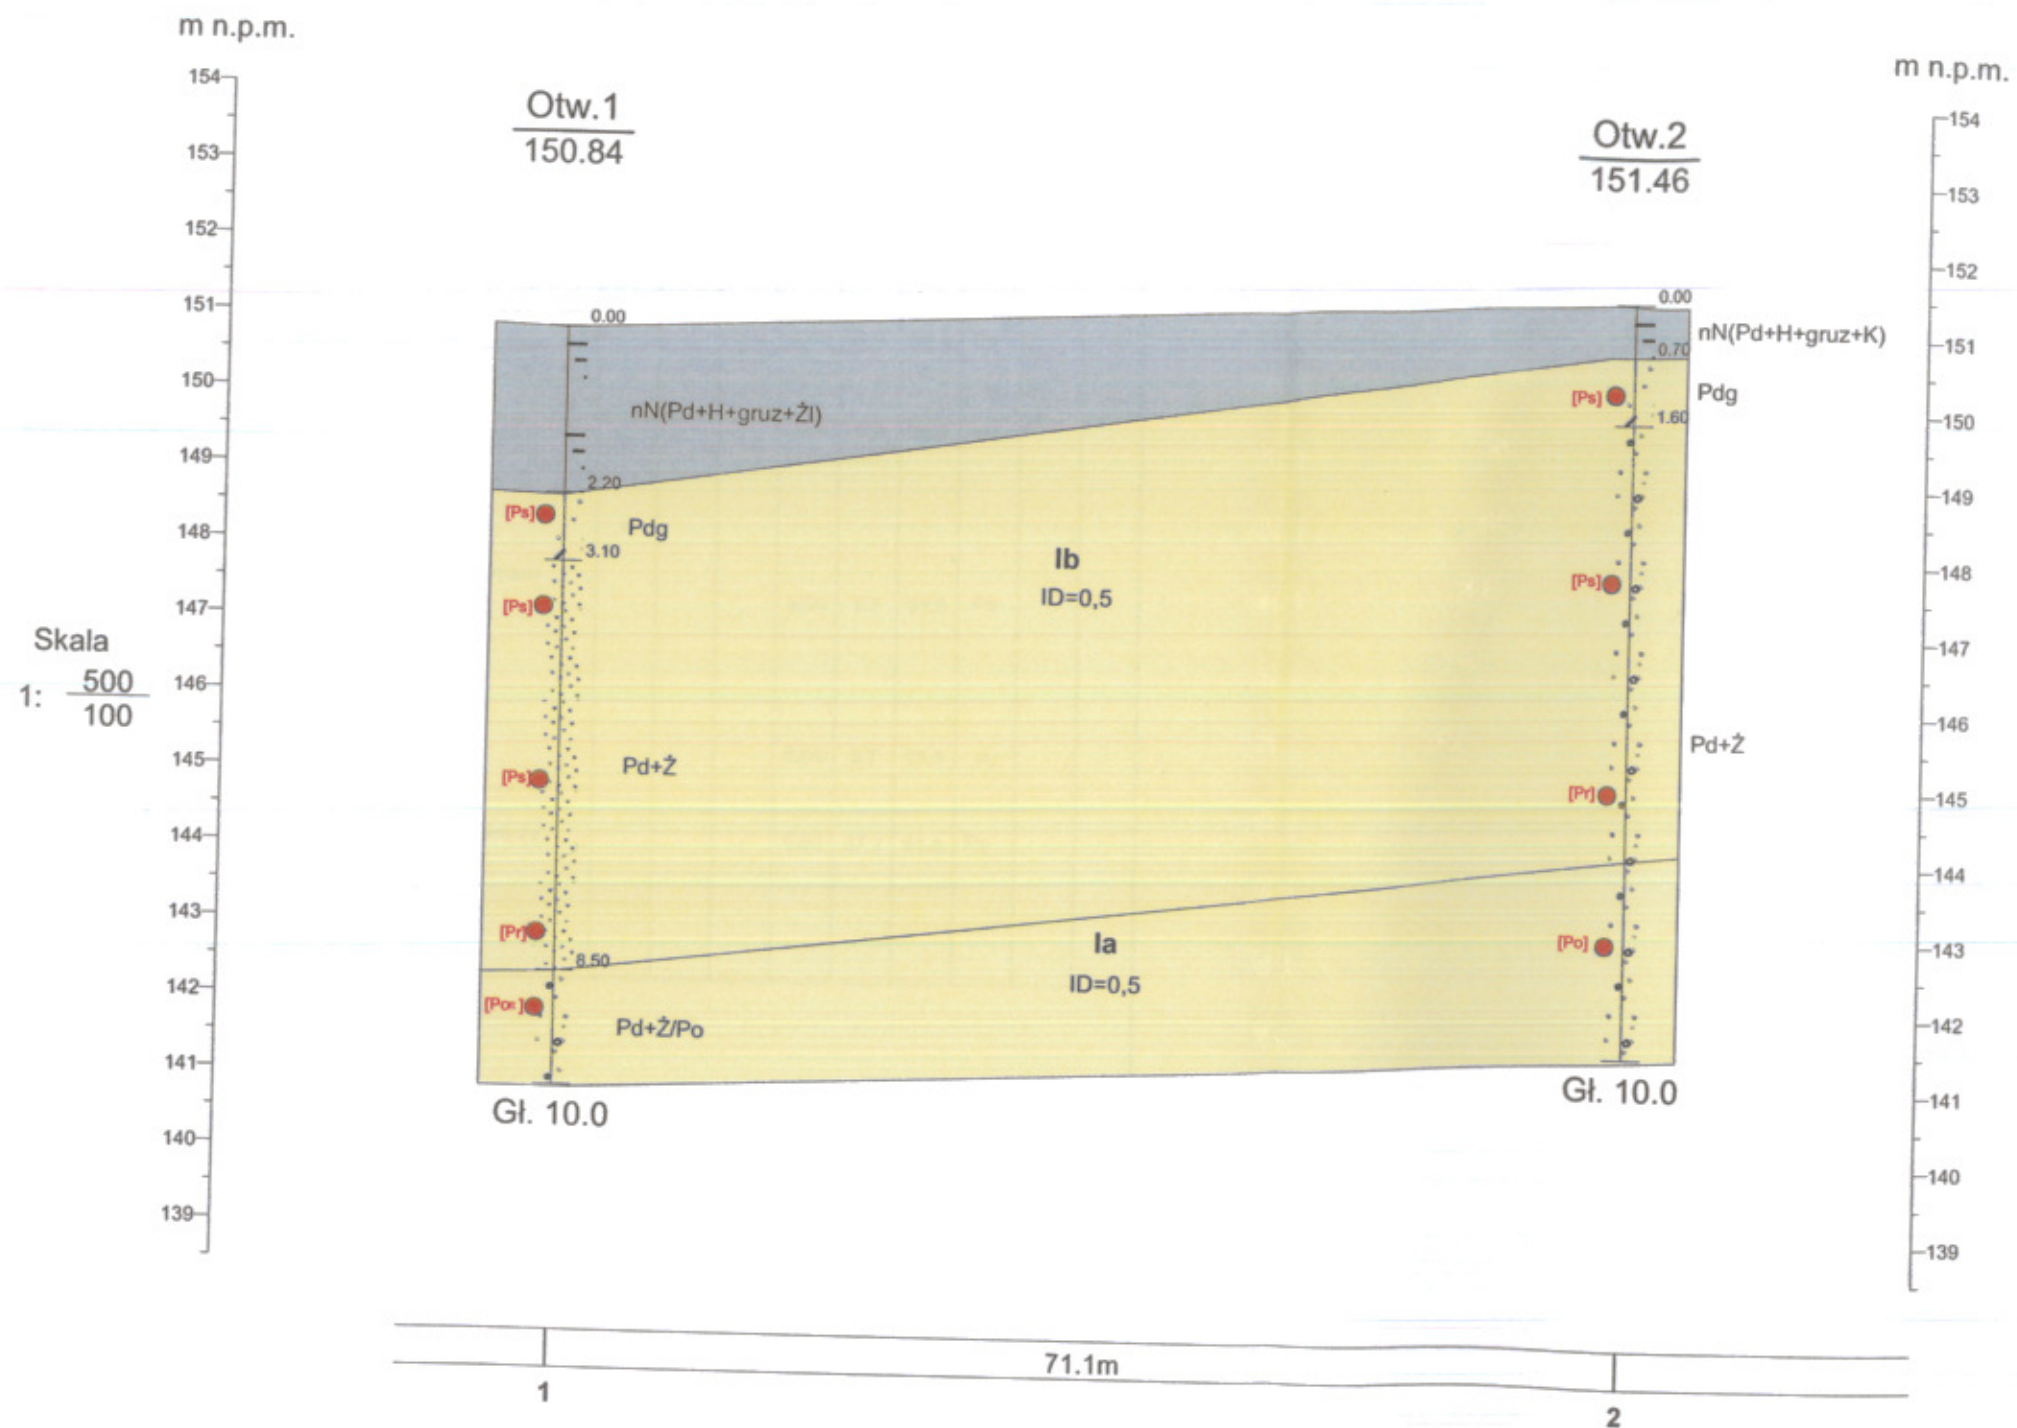 m n.p.m.
m n.p.m.
154
153
152
151
150
149
148
147
146
145
144
143
142
141
140
139
Skala
1: 500
100
Otw.1
150.84
0.00
nN(Pd+H+gruz+Żl)
2.20
[Ps]
Pdg
3.10
[Ps]
[Ps]
Pd+Ż
[Pr]
8.50
Pd+Ż/Po
Gł. 10.0
Ib
ID=0,5
Ia
ID=0,5
Otw.2
151.46
0.00
nN(Pd+H+gruz+K)
0.70
Pdg
[Ps]
1.60
[Ps]
Pd+Ż
[Pr]
[Po]
Gł. 10.0
154
153
152
151
150
149
148
147
146
145
144
143
142
141
140
139
71.1m
1
2